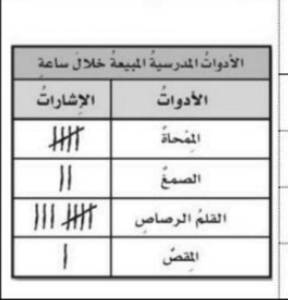 الأدواتُ المدرسيةُ المبيعةُ خلالَ ساعةٍ
الأدواتُ الإشاراتُ
المِمْحاةُ
الصمغُ
القلمُ الرصاصِ
المِقصُّ